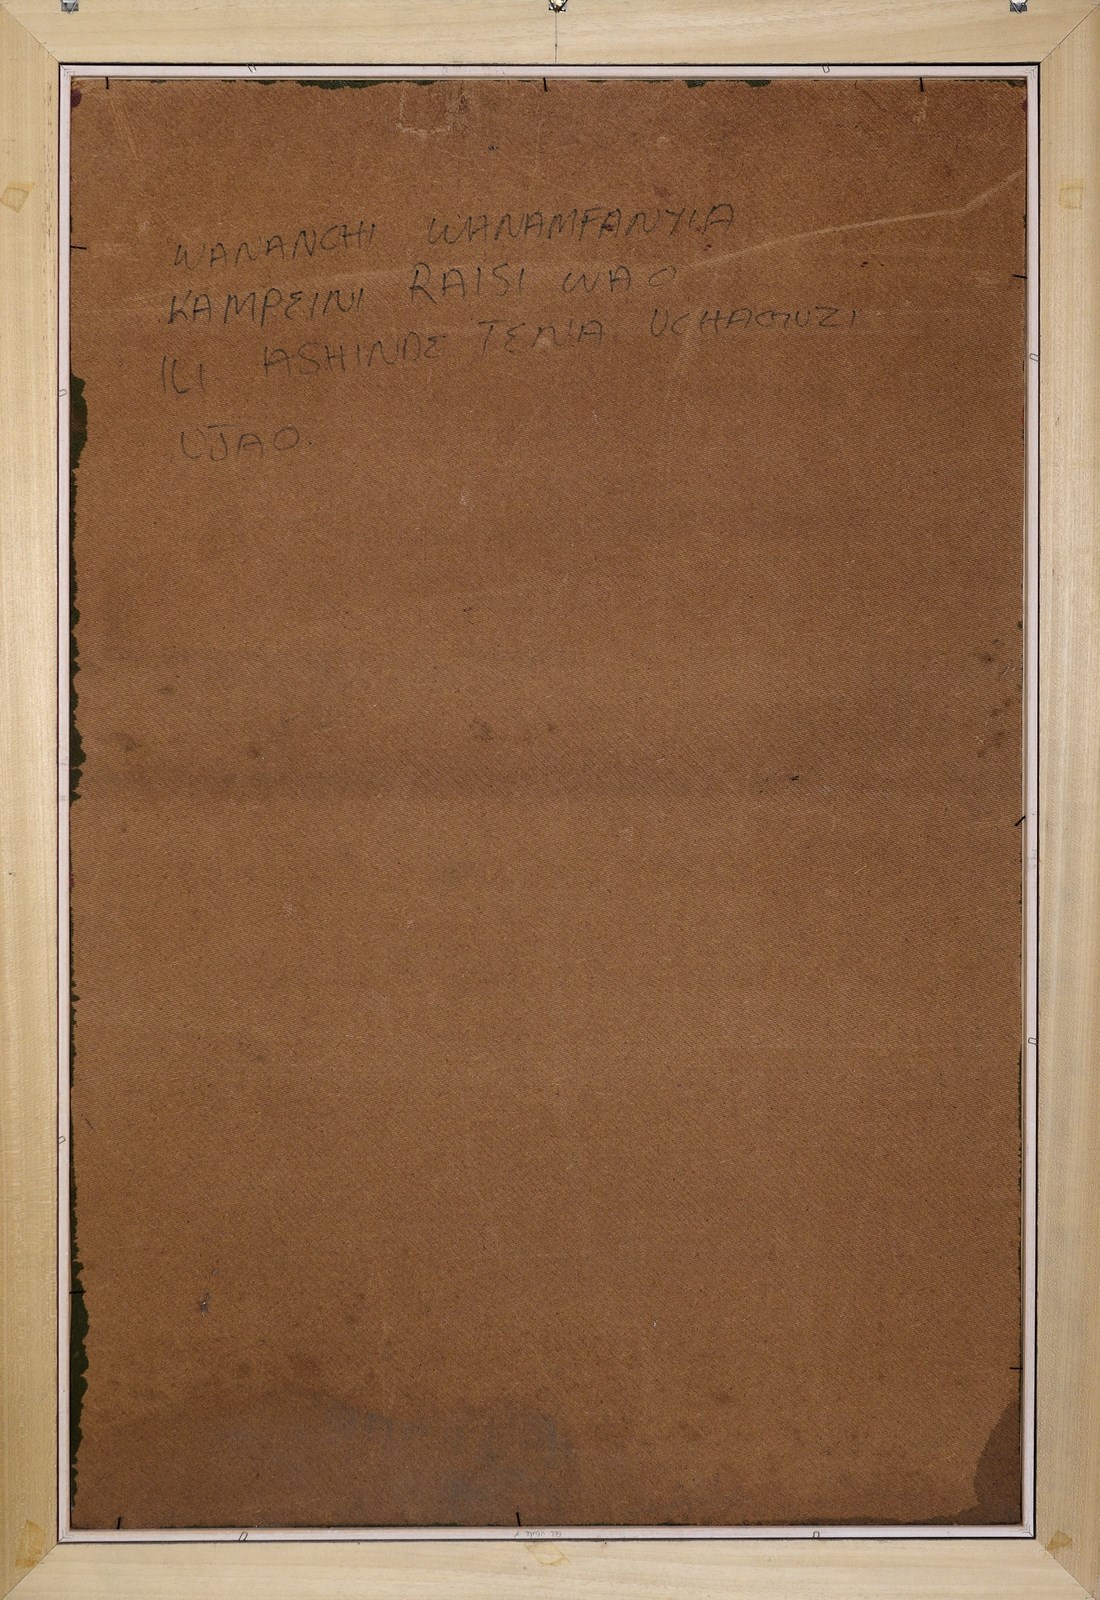 WANANCHI WANAMFANYIA
KAMPEINI RAISI WAO
ILI ASHINDE TENA UCHAGUZI
UJAO.